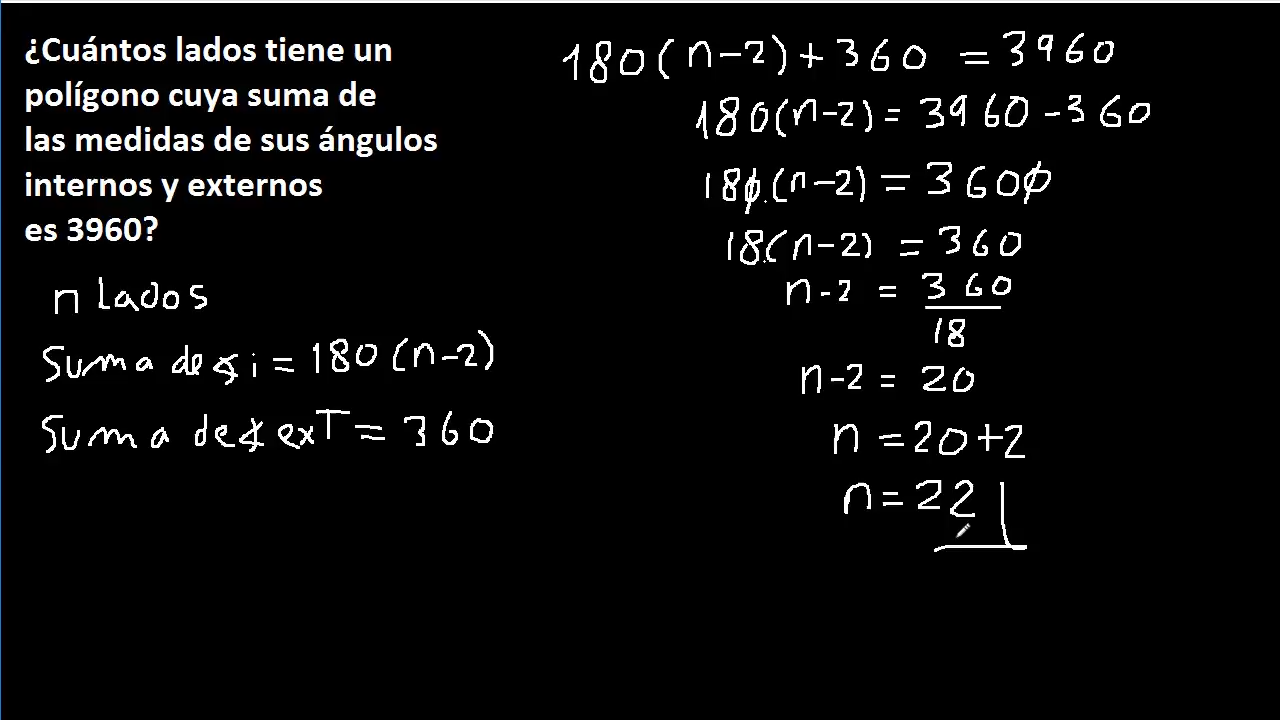 ¿Cuántos lados tiene un
polígono cuya suma de
las medidas de sus ángulos
internos y externos
es 3960?
n lados
Suma de ∢ i = 180 (n-2)
Suma de ∢ exT = 360
180(n-2)+360 = 3960
180(n-2) = 3960-360
180.(n-2) = 3600
18.(n-2) = 360
n-2 = 360
18
n-2 = 20
n = 20+2
n = 22